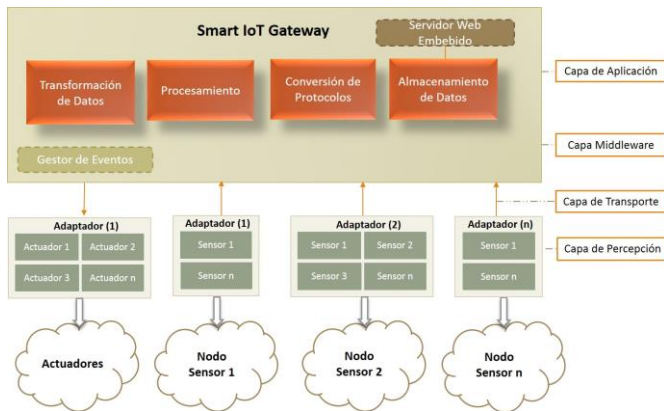 Smart IoT Gateway
Servidor Web
Embebido
Transformación
de Datos
Procesamiento
Conversión de
Protocolos
Almacenamiento
de Datos
Gestor de Eventos
Capa de Aplicación
Capa Middleware
Capa de Transporte
Capa de Percepción
Adaptador (1)
Actuador 1
Actuador 2
Actuador 3
Actuador n
Adaptador (1)
Sensor 1
Sensor n
Adaptador (2)
Sensor 1
Sensor 2
Sensor 3
Sensor n
Adaptador (n)
Sensor 1
Sensor n
Actuadores
Nodo
Sensor 1
Nodo
Sensor 2
Nodo
Sensor n